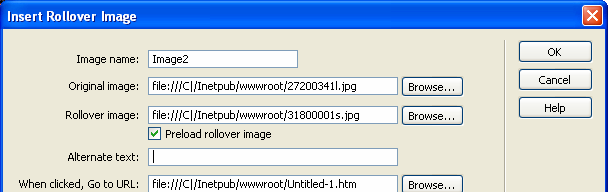 Insert Rollover Image
Image name: Image2
OK
Original image: file:///C|/Inetpub/wwwroot/27200341l.jpg Browse...
Cancel
Rollover image: file:///C|/Inetpub/wwwroot/31800001s.jpg Browse...
Help
Preload rollover image
Alternate text:
When clicked, Go to URL: file:///C|/Inetpub/wwwroot/Untitled-1.htm Browse...